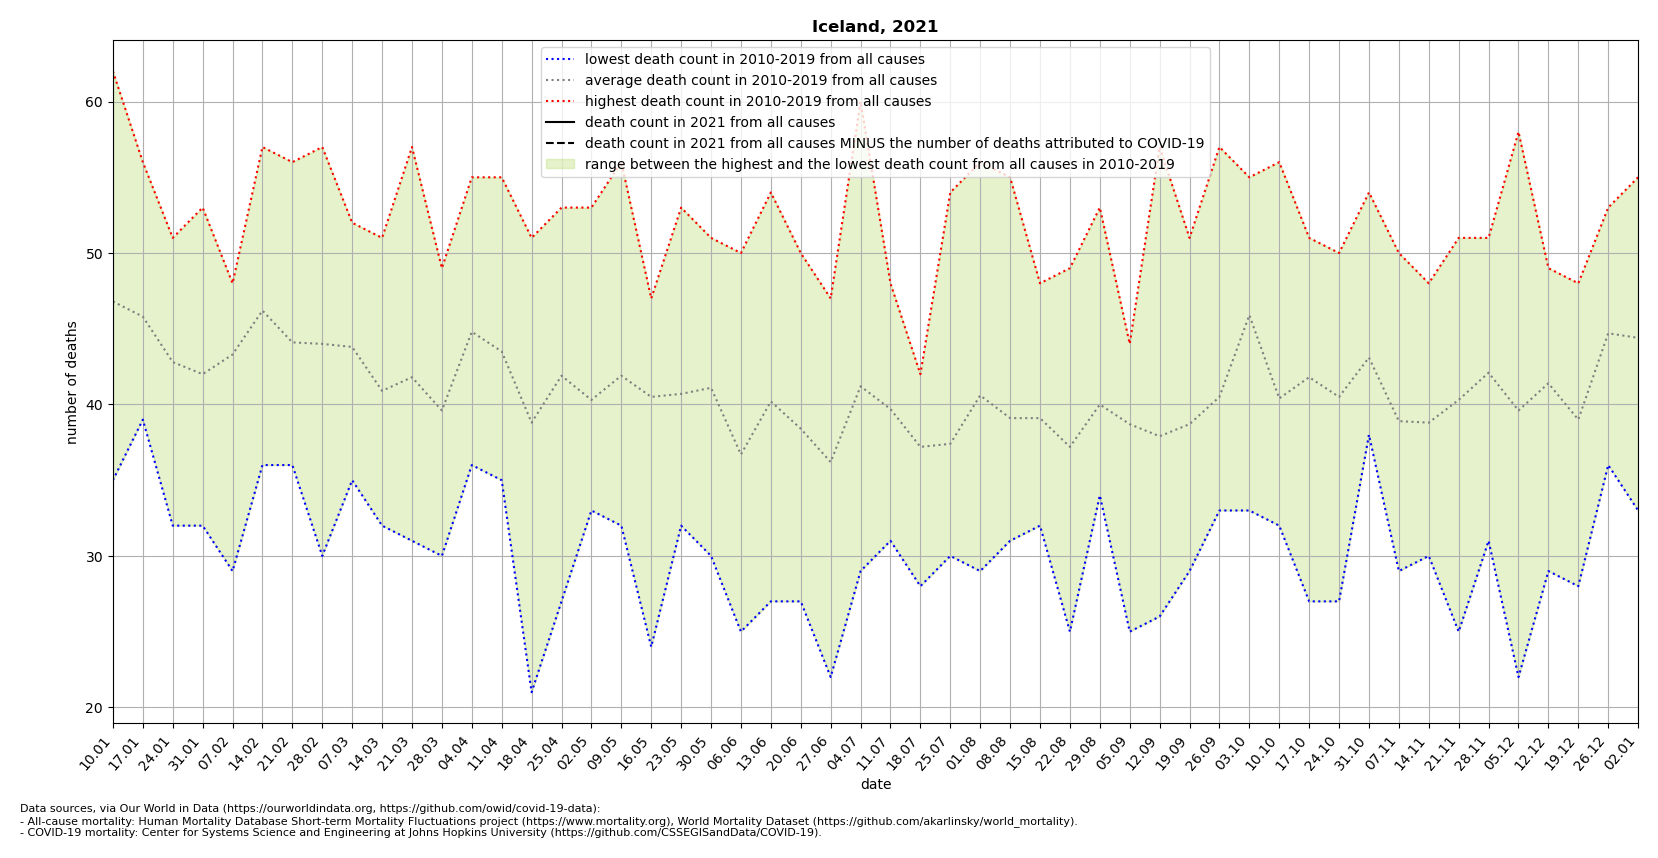 Iceland, 2021
lowest death count in 2010-2019 from all causes
average death count in 2010-2019 from all causes
highest death count in 2010-2019 from all causes
death count in 2021 from all causes
death count in 2021 from all causes MINUS the number of deaths attributed to COVID-19
range between the highest and the lowest death count from all causes in 2010-2019
number of deaths
60
50
40
30
20
10.01 17.01 24.01 31.01 07.02 14.02 21.02 28.02 07.03 14.03 21.03 28.03 04.04 11.04 18.04 25.04 02.05 09.05 16.05 23.05 30.05 06.06 13.06 20.06 27.06 04.07 11.07 18.07 25.07 01.08 08.08 15.08 22.08 29.08 05.09 12.09 19.09 26.09 03.10 10.10 17.10 24.10 31.10 07.11 14.11 21.11 28.11 05.12 12.12 19.12 26.12 02.01
date
Data sources, via Our World in Data (https://ourworldindata.org, https://github.com/owid/covid-19-data):
- All-cause mortality: Human Mortality Database Short-term Mortality Fluctuations project (https://www.mortality.org), World Mortality Dataset (https://github.com/akarlinsky/world_mortality).
- COVID-19 mortality: Center for Systems Science and Engineering at Johns Hopkins University (https://github.com/CSSEGISandData/COVID-19).